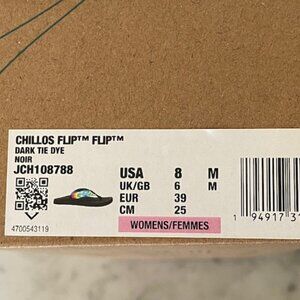 CHILLOS FLIP™ FLIP™
DARK TIE DYE
NOIR
JCH108788
USA 8 M
UK/GB 6 M
EUR 39
CM 25
WOMENS/FEMMES
4700543119
1 94917 31